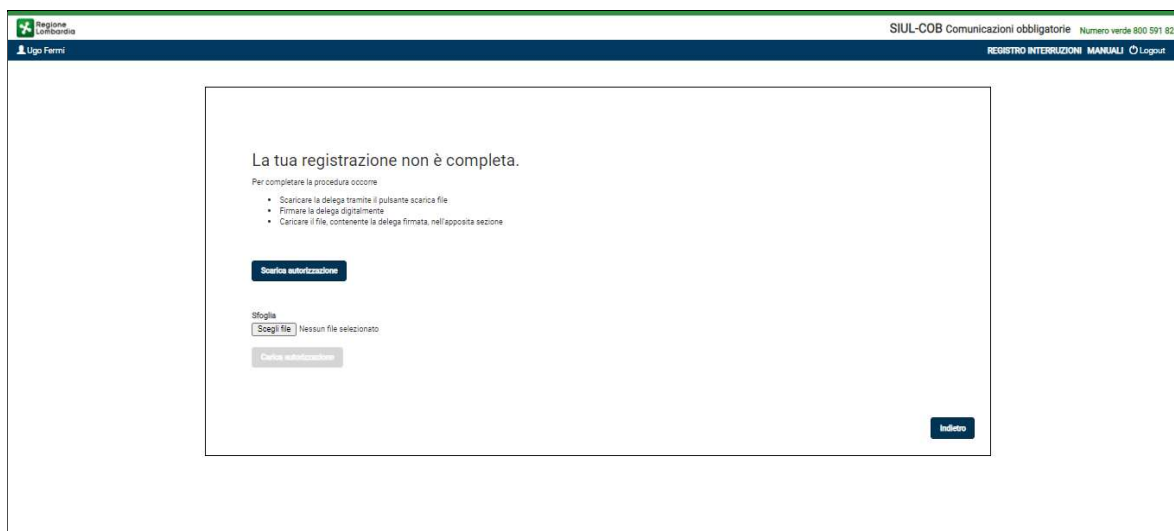 Regione
Lombardia
SIUL-COB Comunicazioni obbligatorie Numero verde 800 591 82
Ugo Fermi
REGISTRO INTERRUZIONI MANUALI Logout
La tua registrazione non è completa.
Per completare la procedura occorre
• Scaricare la delega tramite il pulsante scarica file
• Firmare la delega digitalmente
• Caricare il file, contenente la delega firmata, nell'apposita sezione
Scarica autorizzazione
Sfoglia
Scegli file Nessun file selezionato
Carica autorizzazione
Indietro